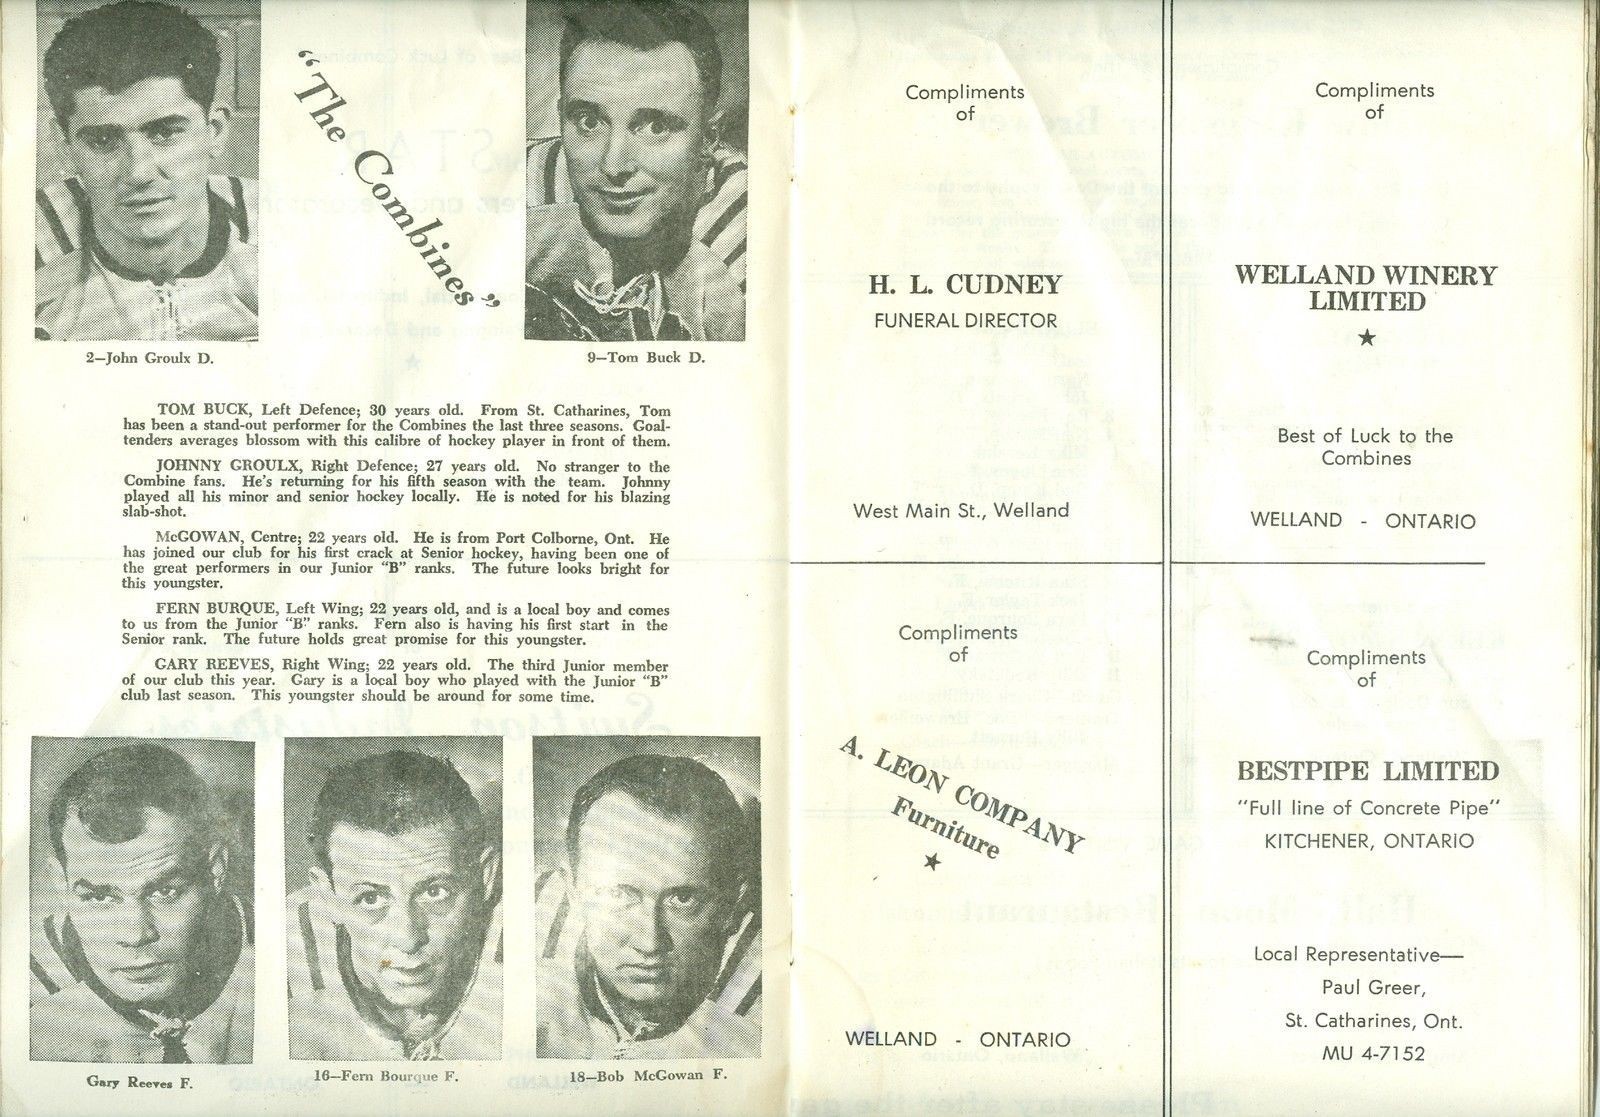 "The Combines"
2—John Groulx D.
9—Tom Buck D.
TOM BUCK, Left Defence; 30 years old. From St. Catharines, Tom
has been a stand-out performer for the Combines the last three seasons. Goal-
tenders averages blossom with this calibre of hockey player in front of them.
JOHNNY GROULX, Right Defence; 27 years old. No stranger to the
Combine fans. He's returning for his fifth season with the team. Johnny
played all his minor and senior hockey locally. He is noted for his blazing
slab-shot.
McGOWAN, Centre; 22 years old. He is from Port Colborne, Ont. He
has joined our club for his first crack at Senior hockey, having been one of
the great performers in our Junior "B" ranks. The future looks bright for
this youngster.
FERN BURQUE, Left Wing; 22 years old, and is a local boy and comes
to us from the Junior "B" ranks. Fern also is having his first start in the
Senior rank. The future holds great promise for this youngster.
GARY REEVES, Right Wing; 22 years old. The third Junior member
of our club this year. Gary is a local boy who played with the Junior "B"
club last season. This youngster should be around for some time.
Gary Reeves F.
16—Fern Bourque F.
18—Bob McGowan F.
Compliments
of
H. L. CUDNEY
FUNERAL DIRECTOR
West Main St., Welland
Compliments
of
WELLAND WINERY
LIMITED
★
Best of Luck to the
Combines
WELLAND - ONTARIO
Compliments
of
A. LEON COMPANY
Furniture
★
WELLAND - ONTARIO
Compliments
of
BESTPIPE LIMITED
"Full line of Concrete Pipe"
KITCHENER, ONTARIO
Local Representative—
Paul Greer,
St. Catharines, Ont.
MU 4-7152